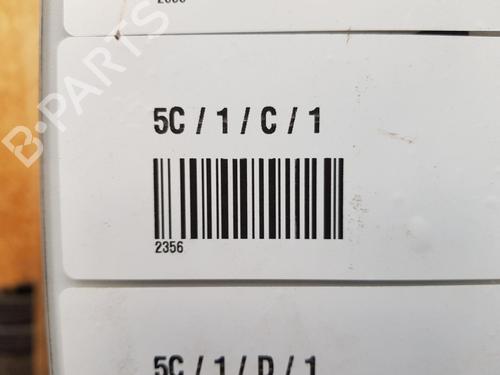 B-PARTS
5C / 1 / C / 1
2356
5C / 1 / D / 1